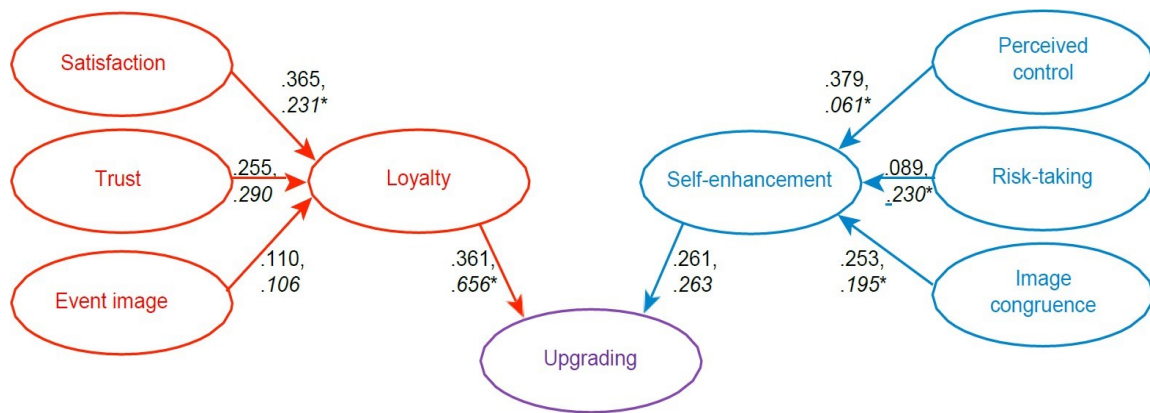 Satisfaction
.365,
.231*
Trust
.255,
.290
Event image
.110,
.106
Loyalty
.361,
.656*
Upgrading
.261,
.263
Self-enhancement
.379,
.061*
Perceived
control
.089,
.230*
Risk-taking
.253,
.195*
Image
congruence